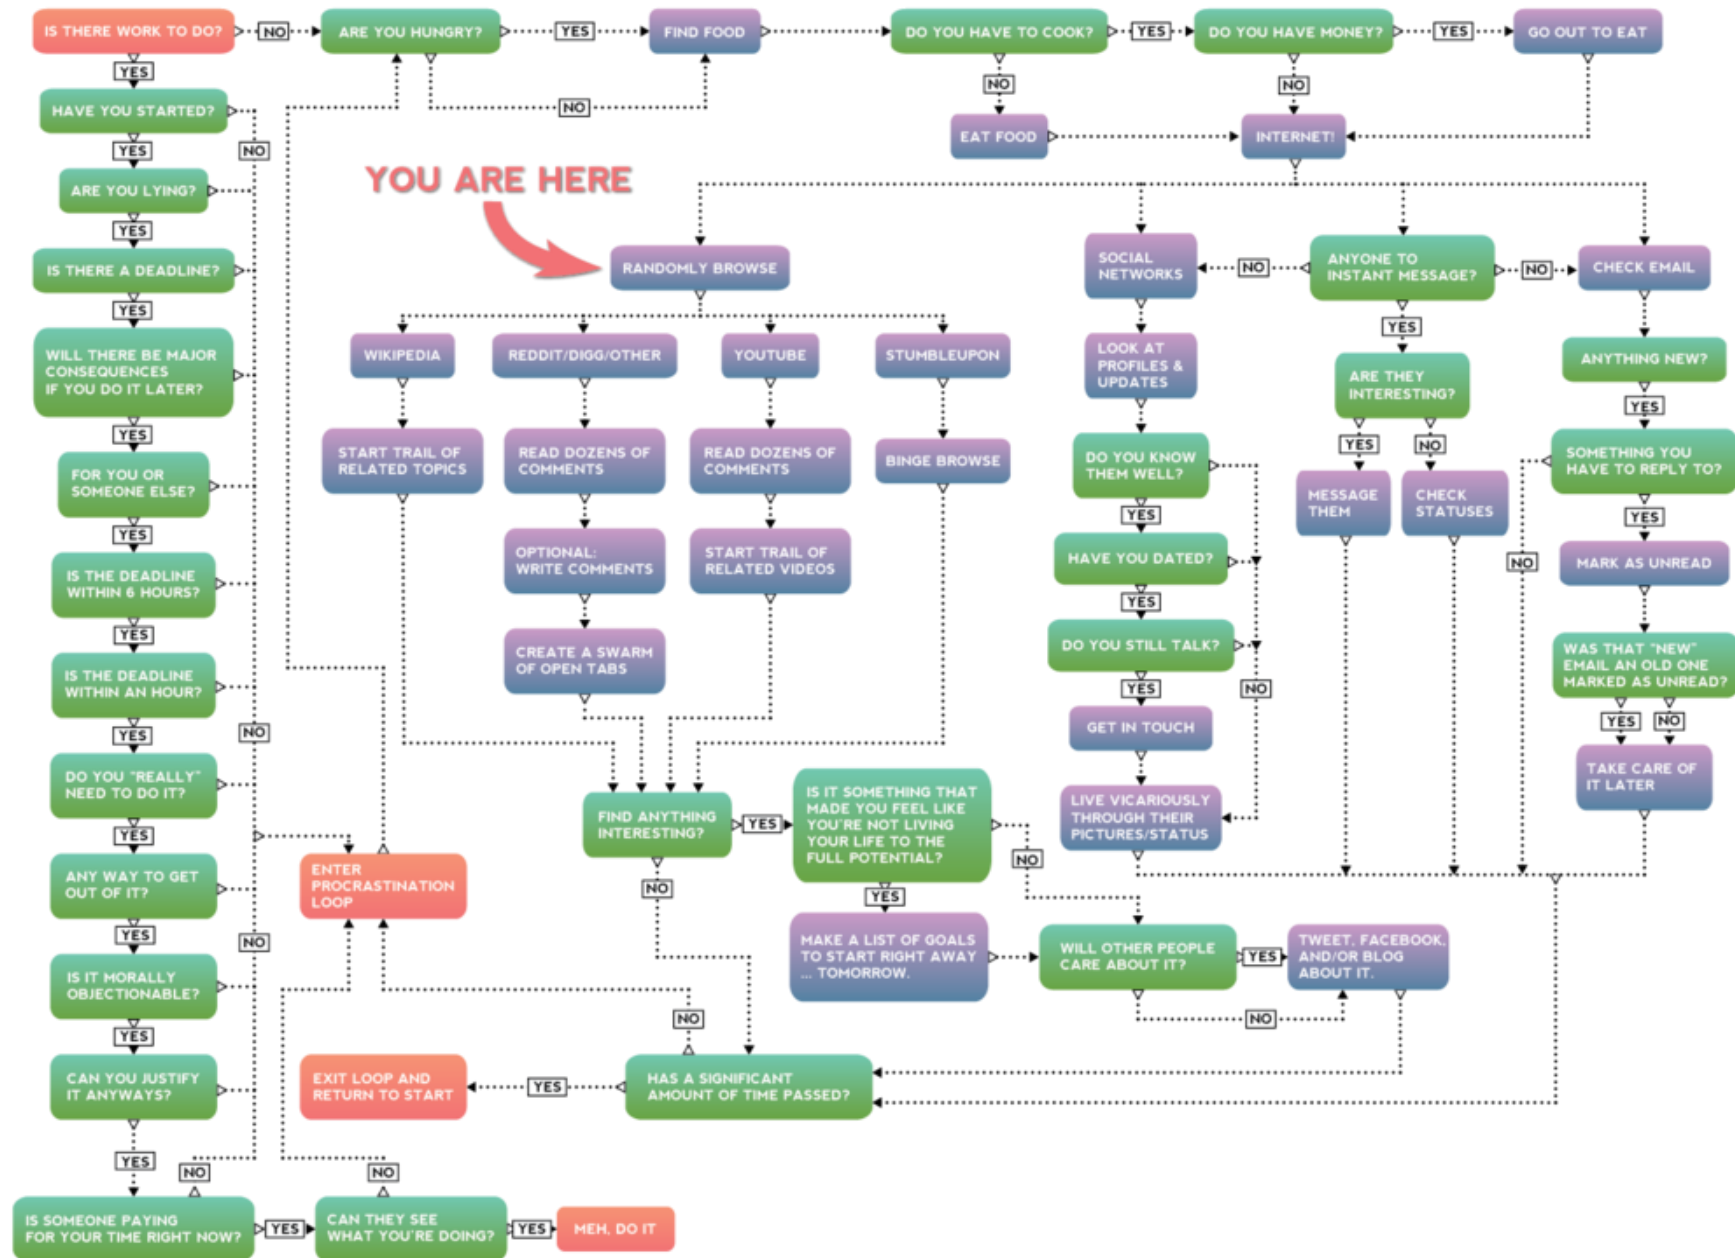 IS THERE WORK TO DO?
NO
ARE YOU HUNGRY?
YES
FIND FOOD
DO YOU HAVE TO COOK?
YES
DO YOU HAVE MONEY?
YES
GO OUT TO EAT
YES
NO
NO
NO
HAVE YOU STARTED?
EAT FOOD
INTERNET!
YES
NO
ARE YOU LYING?
YOU ARE HERE
YES
IS THERE A DEADLINE?
RANDOMLY BROWSE
SOCIAL
NETWORKS
NO
ANYONE TO
INSTANT MESSAGE?
NO
CHECK EMAIL
YES
YES
WILL THERE BE MAJOR
CONSEQUENCES
IF YOU DO IT LATER?
WIKIPEDIA
REDDIT/DIGG/OTHER
YOUTUBE
STUMBLEUPON
LOOK AT
PROFILES &
UPDATES
ARE THEY
INTERESTING?
ANYTHING NEW?
YES
YES
YES
NO
FOR YOU OR
SOMEONE ELSE?
START TRAIL OF
RELATED TOPICS
READ DOZENS OF
COMMENTS
READ DOZENS OF
COMMENTS
BINGE BROWSE
DO YOU KNOW
THEM WELL?
SOMETHING YOU
HAVE TO REPLY TO?
MESSAGE
THEM
CHECK
STATUSES
YES
YES
YES
IS THE DEADLINE
WITHIN 6 HOURS?
OPTIONAL:
WRITE COMMENTS
START TRAIL OF
RELATED VIDEOS
HAVE YOU DATED?
NO
MARK AS UNREAD
YES
YES
IS THE DEADLINE
WITHIN AN HOUR?
CREATE A SWARM
OF OPEN TABS
DO YOU STILL TALK?
WAS THAT "NEW"
EMAIL AN OLD ONE
MARKED AS UNREAD?
YES
NO
YES
NO
YES
NO
GET IN TOUCH
DO YOU "REALLY"
NEED TO DO IT?
TAKE CARE OF
IT LATER
YES
FIND ANYTHING
INTERESTING?
YES
IS IT SOMETHING THAT
MADE YOU FEEL LIKE
YOU'RE NOT LIVING
YOUR LIFE TO THE
FULL POTENTIAL?
LIVE VICARIOUSLY
THROUGH THEIR
PICTURES/STATUS
NO
ANY WAY TO GET
OUT OF IT?
ENTER
PROCRASTINATION
LOOP
NO
YES
YES
NO
MAKE A LIST OF GOALS
TO START RIGHT AWAY
... TOMORROW.
WILL OTHER PEOPLE
CARE ABOUT IT?
YES
TWEET, FACEBOOK,
AND/OR BLOG
ABOUT IT.
IS IT MORALLY
OBJECTIONABLE?
NO
NO
YES
CAN YOU JUSTIFY
IT ANYWAYS?
EXIT LOOP AND
RETURN TO START
YES
HAS A SIGNIFICANT
AMOUNT OF TIME PASSED?
YES
NO
NO
IS SOMEONE PAYING
FOR YOUR TIME RIGHT NOW?
YES
CAN THEY SEE
WHAT YOU'RE DOING?
YES
MEH, DO IT